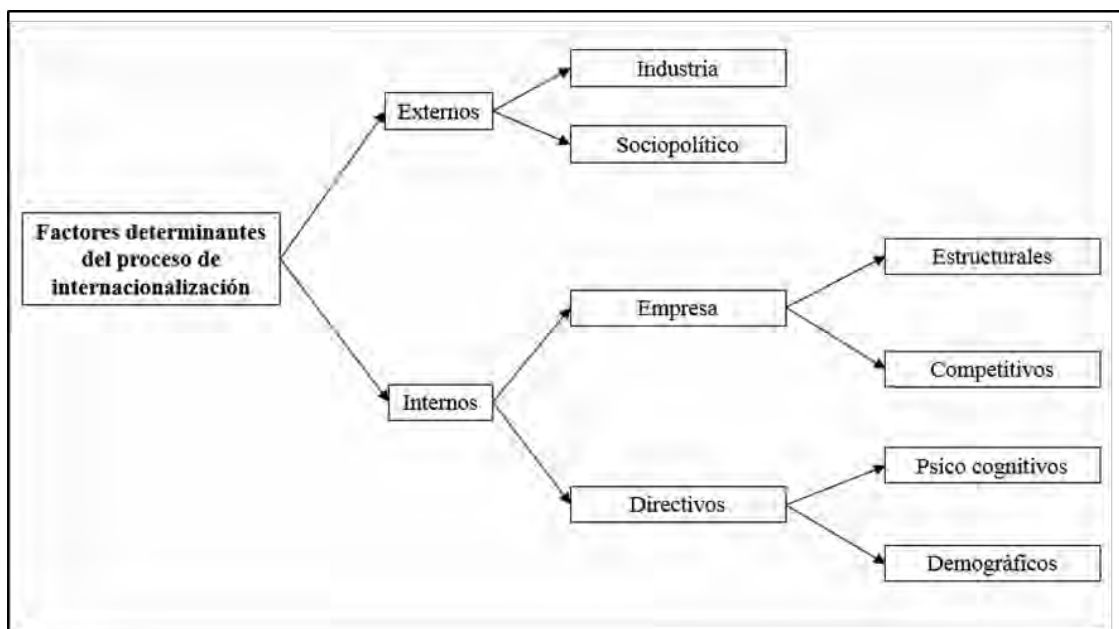 Factores determinantes
del proceso de
internacionalización
Externos
Industria
Sociopolítico
Internos
Empresa
Estructurales
Competitivos
Directivos
Psico cognitivos
Demográficos